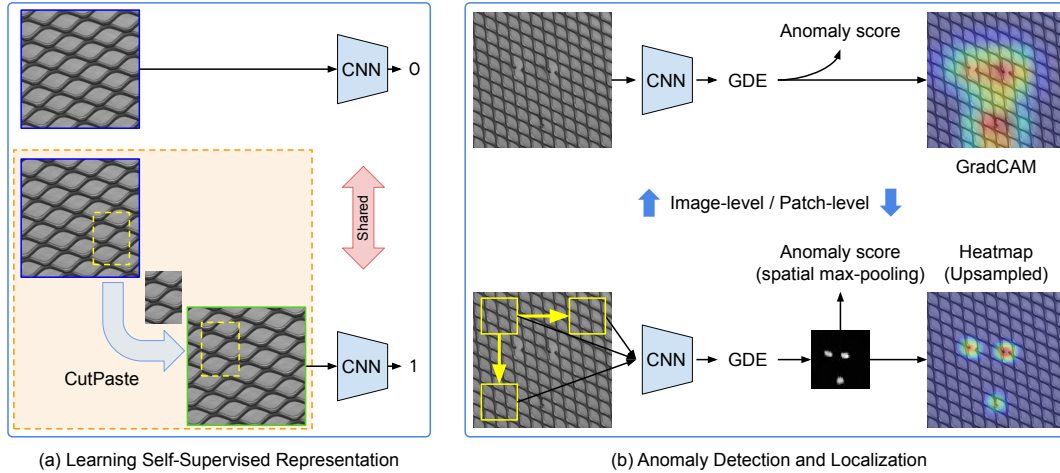 CNN
0
Shared
CutPaste
CNN
1
(a) Learning Self-Supervised Representation
Anomaly score
CNN
GDE
GradCAM
Image-level / Patch-level
Anomaly score
(spatial max-pooling)
Heatmap
(Upsampled)
CNN
GDE
(b) Anomaly Detection and Localization